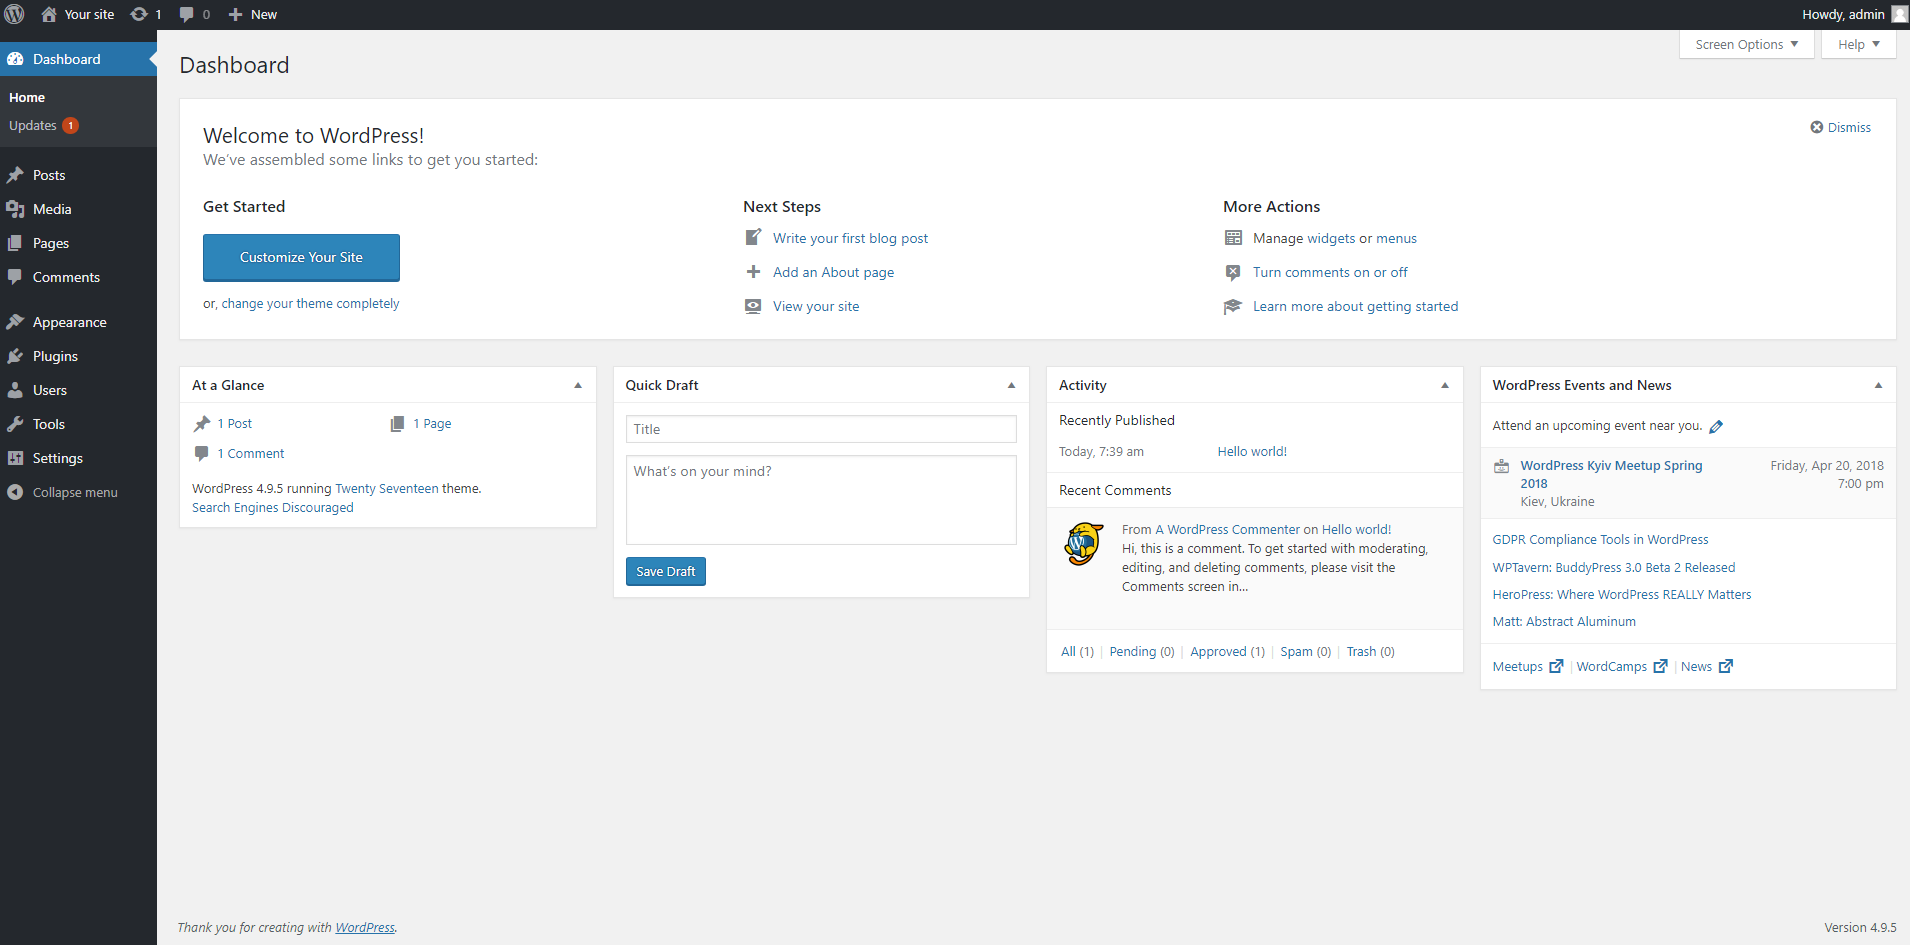 Your site 1 0 New Howdy, admin
Dashboard
Home
Updates 1
Posts
Media
Pages
Comments
Appearance
Plugins
Users
Tools
Settings
Collapse menu
Screen Options Help
Dashboard
Welcome to WordPress!
We've assembled some links to get you started:
Dismiss
Get Started
Customize Your Site
or, change your theme completely
Next Steps
Write your first blog post
Add an About page
View your site
More Actions
Manage widgets or menus
Turn comments on or off
Learn more about getting started
At a Glance
1 Post 1 Page
1 Comment
WordPress 4.9.5 running Twenty Seventeen theme.
Search Engines Discouraged
Quick Draft
Title
What's on your mind?
Save Draft
Activity
Recently Published
Today, 7:39 am Hello world!
Recent Comments
From A WordPress Commenter on Hello world!
Hi, this is a comment. To get started with moderating,
editing, and deleting comments, please visit the
Comments screen in...
All (1) | Pending (0) | Approved (1) | Spam (0) | Trash (0)
WordPress Events and News
Attend an upcoming event near you.
WordPress Kyiv Meetup Spring Friday, Apr 20, 2018
2018 7:00 pm
Kiev, Ukraine
GDPR Compliance Tools in WordPress
WPTavern: BuddyPress 3.0 Beta 2 Released
HeroPress: Where WordPress REALLY Matters
Matt: Abstract Aluminum
Meetups | WordCamps | News
Thank you for creating with WordPress. Version 4.9.5